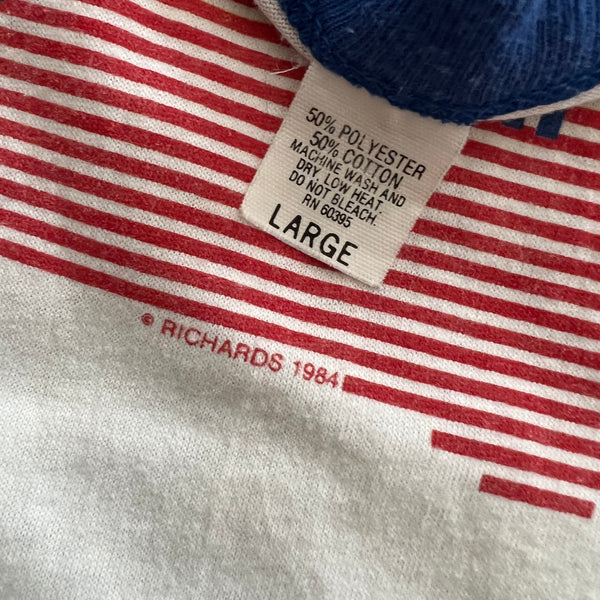 50% POLYESTER
50% COTTON
MACHINE WASH AND
DRY LOW HEAT.
DO NOT BLEACH.
RN 60395
LARGE
© RICHARDS 1984